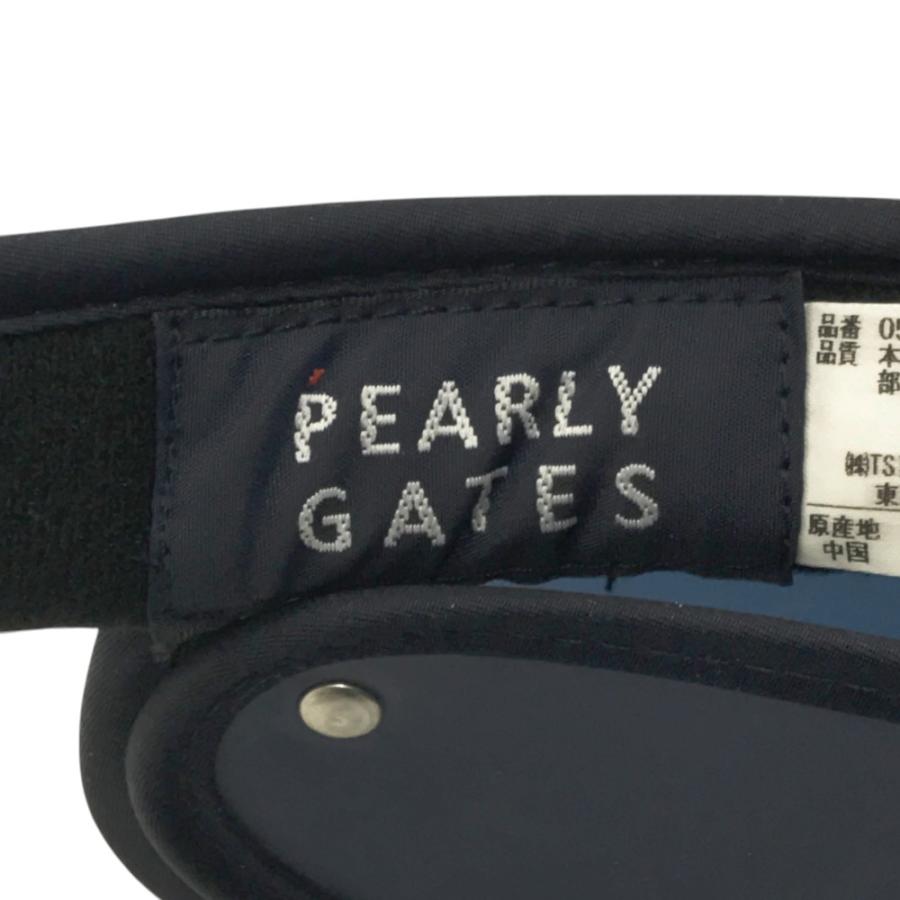 PEARLY
GATES
品番 05
品質 本
部
㈱TS
東
原産地
中国